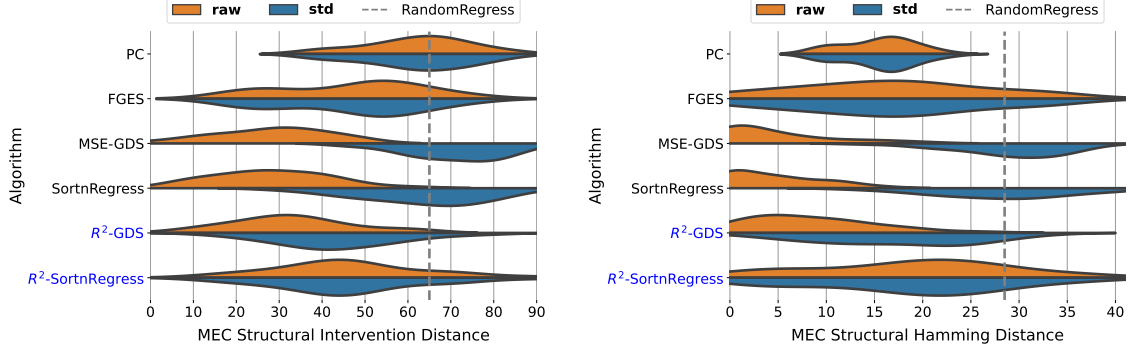 raw std RandomRegress
Algorithm
PC
FGES
MSE-GDS
SortnRegress
R²-GDS
R²-SortnRegress
0 10 20 30 40 50 60 70 80 90
MEC Structural Intervention Distance
raw std RandomRegress
Algorithm
PC
FGES
MSE-GDS
SortnRegress
R²-GDS
R²-SortnRegress
0 5 10 15 20 25 30 35 40
MEC Structural Hamming Distance